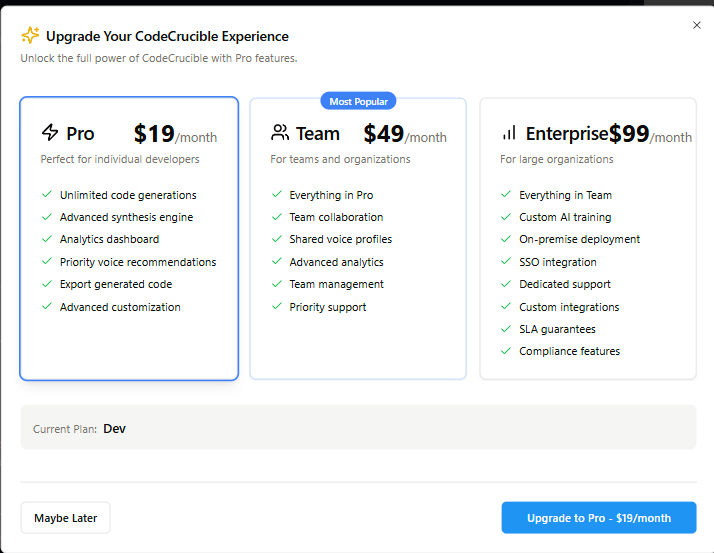 Upgrade Your CodeCrucible Experience
Unlock the full power of CodeCrucible with Pro features.
Pro $19/month
Perfect for individual developers
Unlimited code generations
Advanced synthesis engine
Analytics dashboard
Priority voice recommendations
Export generated code
Advanced customization
Most Popular
Team $49/month
For teams and organizations
Everything in Pro
Team collaboration
Shared voice profiles
Advanced analytics
Team management
Priority support
Enterprise$99/month
For large organizations
Everything in Team
Custom AI training
On-premise deployment
SSO integration
Dedicated support
Custom integrations
SLA guarantees
Compliance features
Current Plan: Dev
Maybe Later
Upgrade to Pro - $19/month